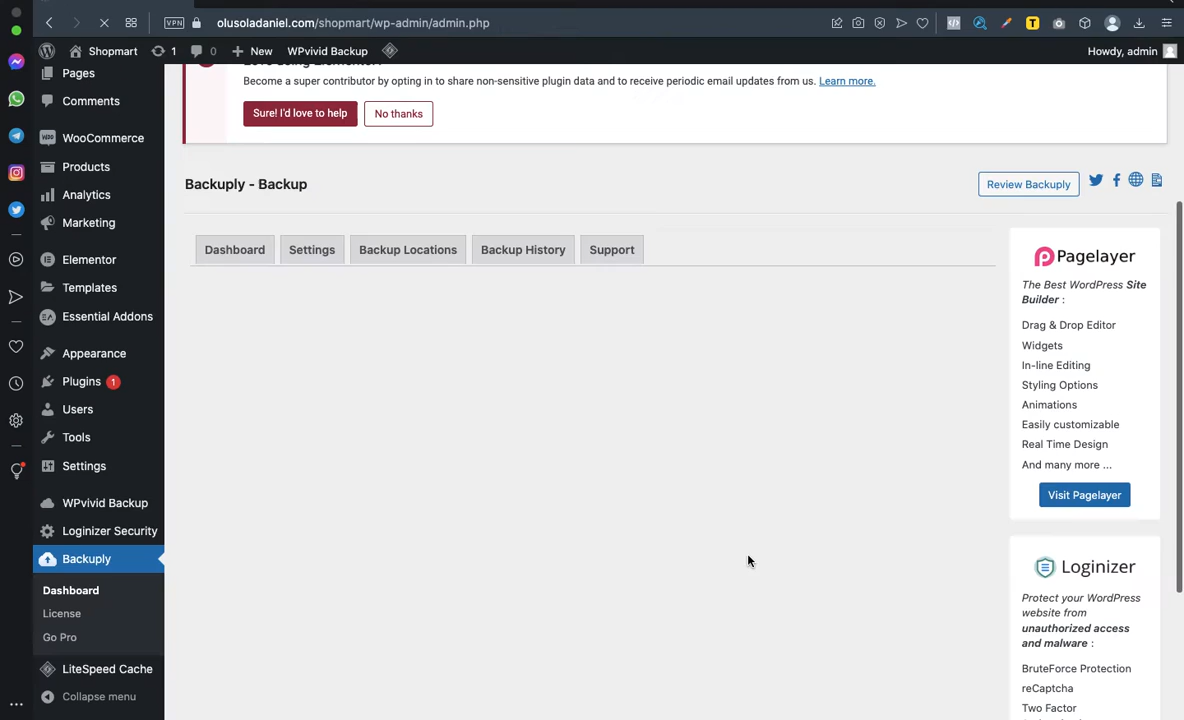 VPN olusoladaniel.com/shopmart/wp-admin/admin.php
T
Shopmart 1 0 New WPvivid Backup
Howdy, admin
Pages
Comments
WooCommerce
Products
Analytics
Marketing
Elementor
Templates
Essential Addons
Appearance
Plugins 1
Users
Tools
Settings
WPvivid Backup
Loginizer Security
Backuply
Dashboard
License
Go Pro
LiteSpeed Cache
Collapse menu
Become a super contributor by opting in to share non-sensitive plugin data and to receive periodic email updates from us. Learn more.
Sure! I'd love to help
No thanks
Backuply - Backup
Review Backuply
Dashboard
Settings
Backup Locations
Backup History
Support
Pagelayer
The Best WordPress Site
Builder :
Drag & Drop Editor
Widgets
In-line Editing
Styling Options
Animations
Easily customizable
Real Time Design
And many more ...
Visit Pagelayer
Loginizer
Protect your WordPress
website from
unauthorized access
and malware :
BruteForce Protection
reCaptcha
Two Factor